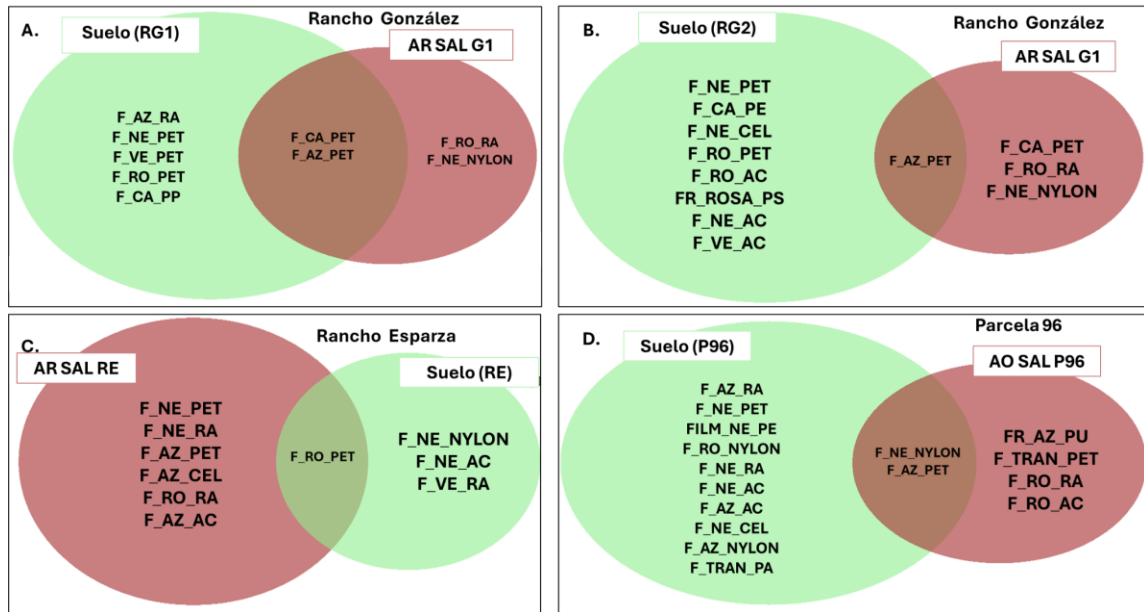 A.
Rancho González
Suelo (RG1)
AR SAL G1
F_AZ_RA
F_NE_PET
F_VE_PET
F_RO_PET
F_CA_PP
F_CA_PET
F_AZ_PET
F_RO_RA
F_NE_NYLON
B.
Rancho González
Suelo (RG2)
AR SAL G1
F_NE_PET
F_CA_PE
F_NE_CEL
F_RO_PET
F_RO_AC
FR_ROSA_PS
F_NE_AC
F_VE_AC
F_AZ_PET
F_CA_PET
F_RO_RA
F_NE_NYLON
C.
Rancho Esparza
AR SAL RE
Suelo (RE)
F_NE_PET
F_NE_RA
F_AZ_PET
F_AZ_CEL
F_RO_RA
F_AZ_AC
F_RO_PET
F_NE_NYLON
F_NE_AC
F_VE_RA
D.
Parcela 96
Suelo (P96)
AO SAL P96
F_AZ_RA
F_NE_PET
FILM_NE_PE
F_RO_NYLON
F_NE_RA
F_NE_AC
F_AZ_AC
F_NE_CEL
F_AZ_NYLON
F_TRAN_PA
F_NE_NYLON
F_AZ_PET
FR_AZ_PU
F_TRAN_PET
F_RO_RA
F_RO_AC